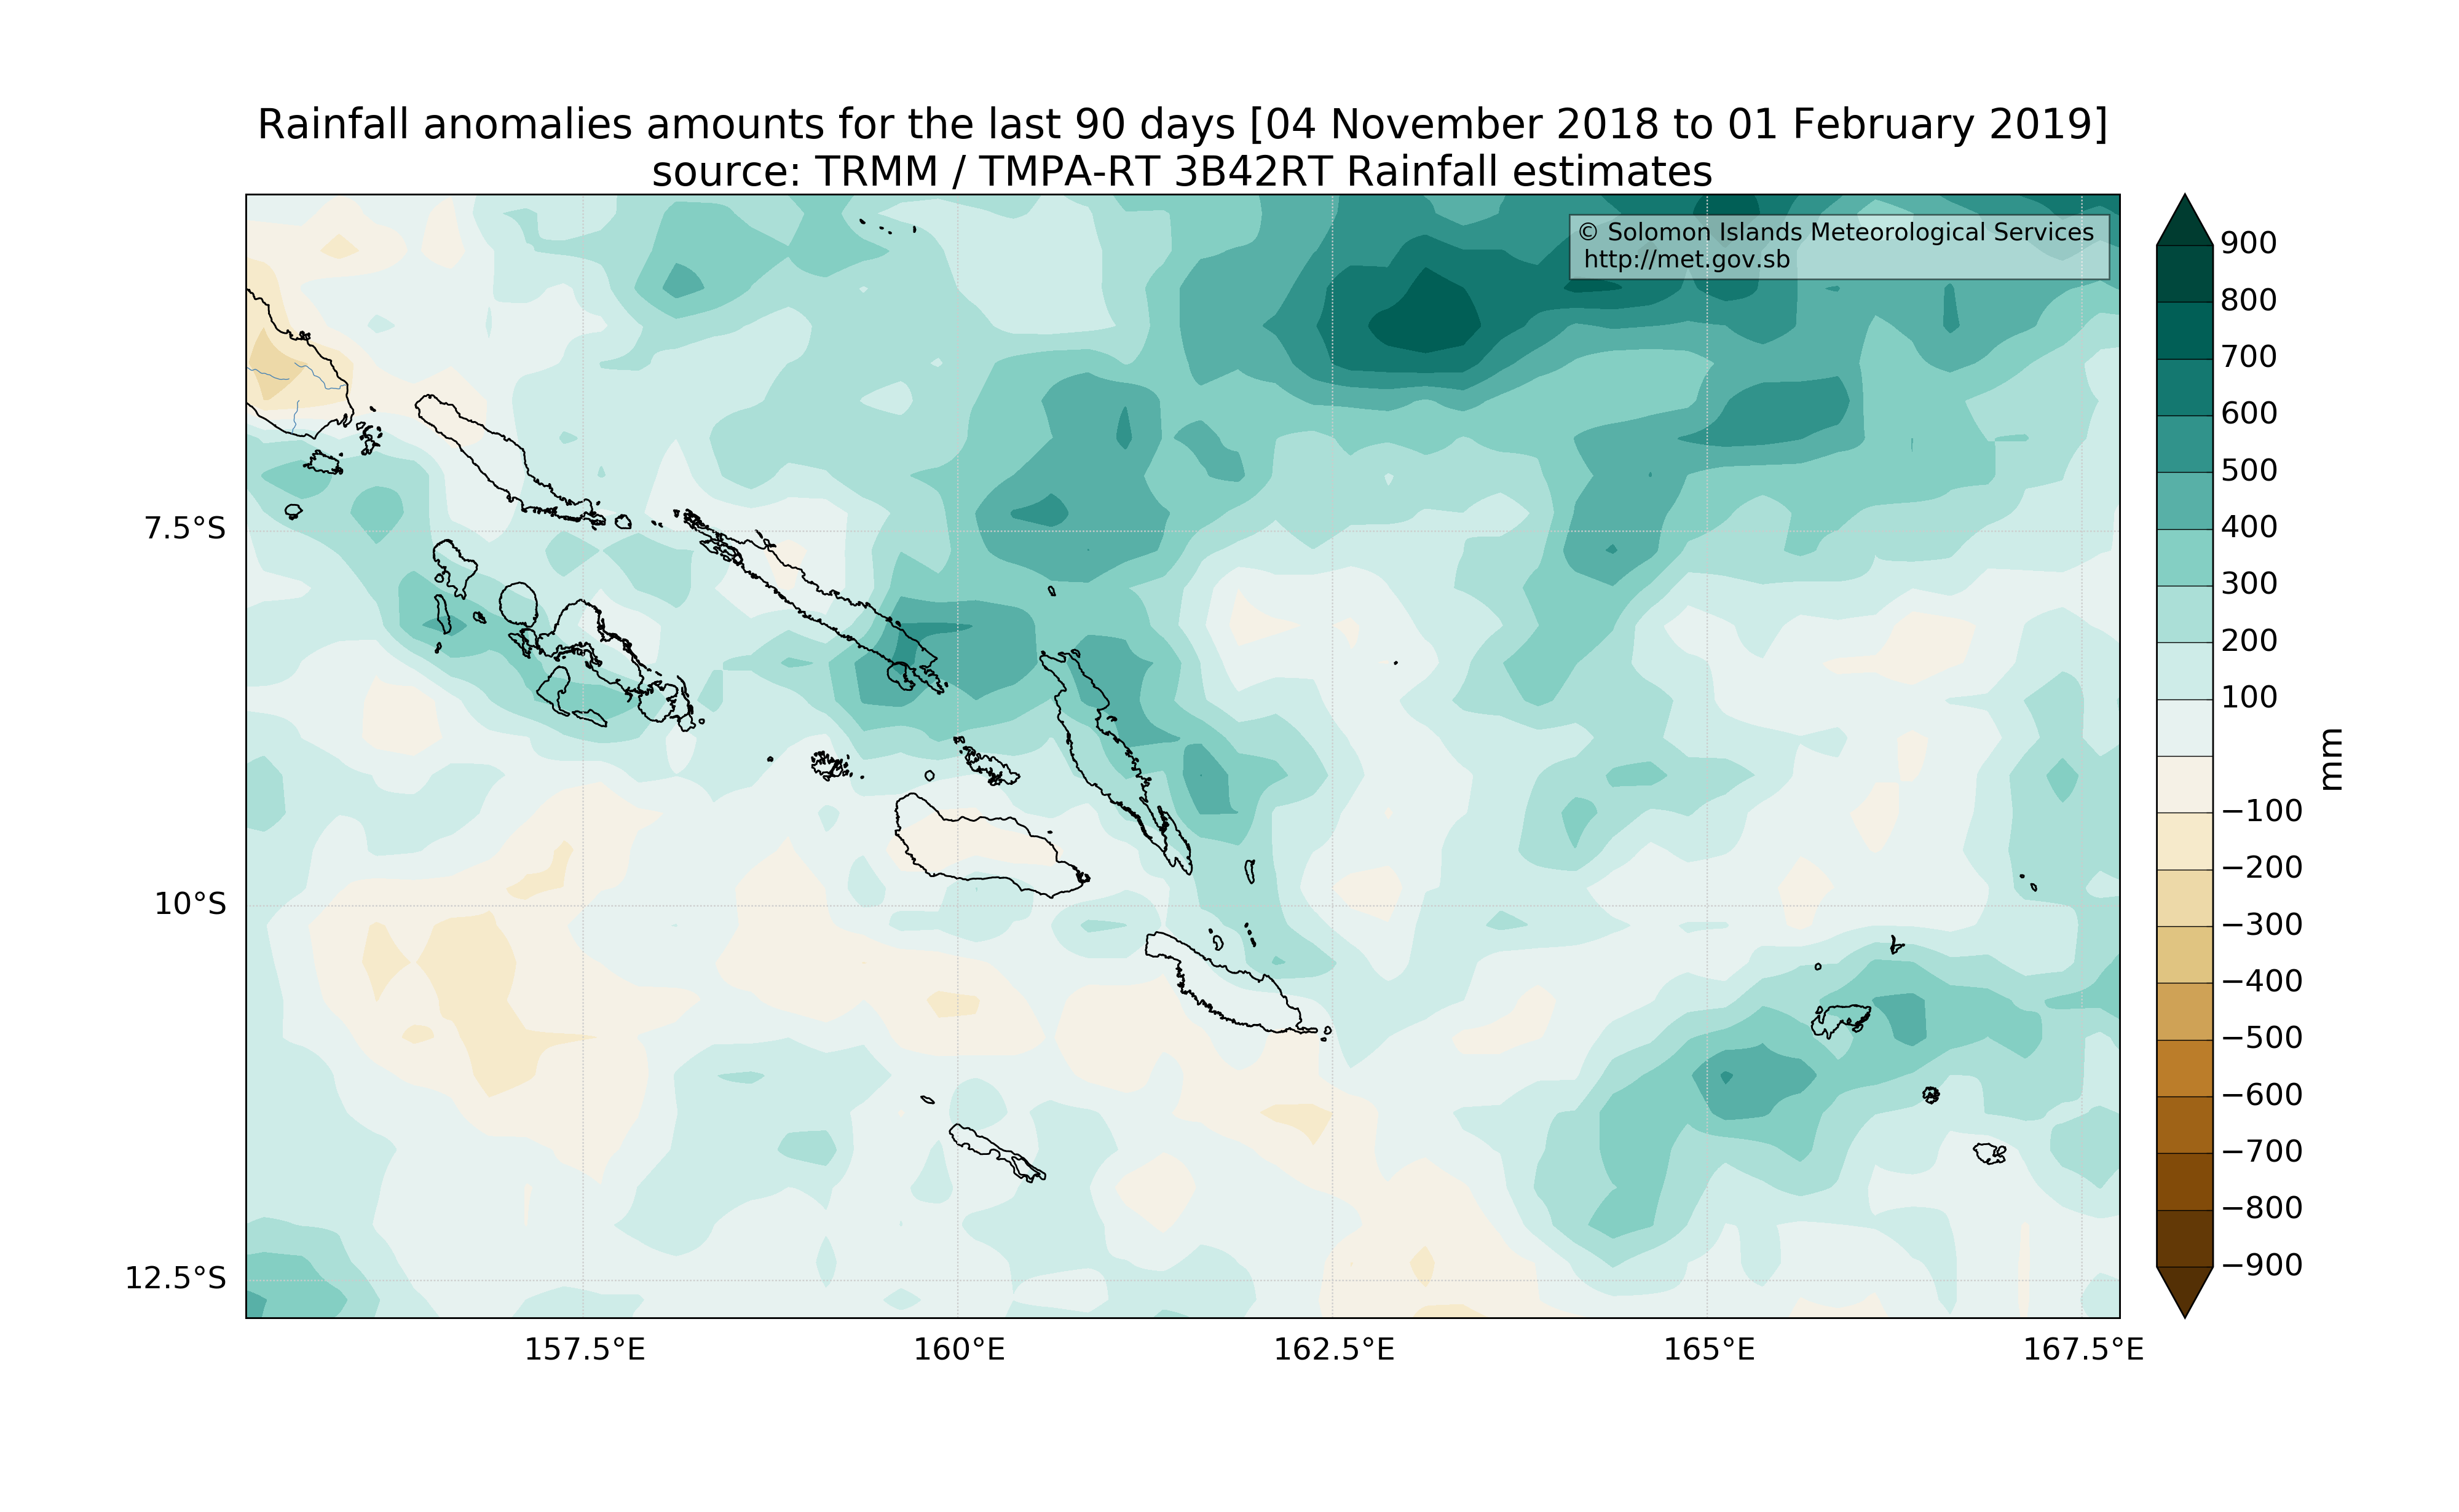 Rainfall anomalies amounts for the last 90 days [04 November 2018 to 01 February 2019]
source: TRMM / TMPA-RT 3B42RT Rainfall estimates
© Solomon Islands Meteorological Services
http://met.gov.sb
7.5°S
10°S
12.5°S
157.5°E
160°E
162.5°E
165°E
167.5°E
900
800
700
600
500
400
300
200
100
−100
−200
−300
−400
−500
−600
−700
−800
−900
mm